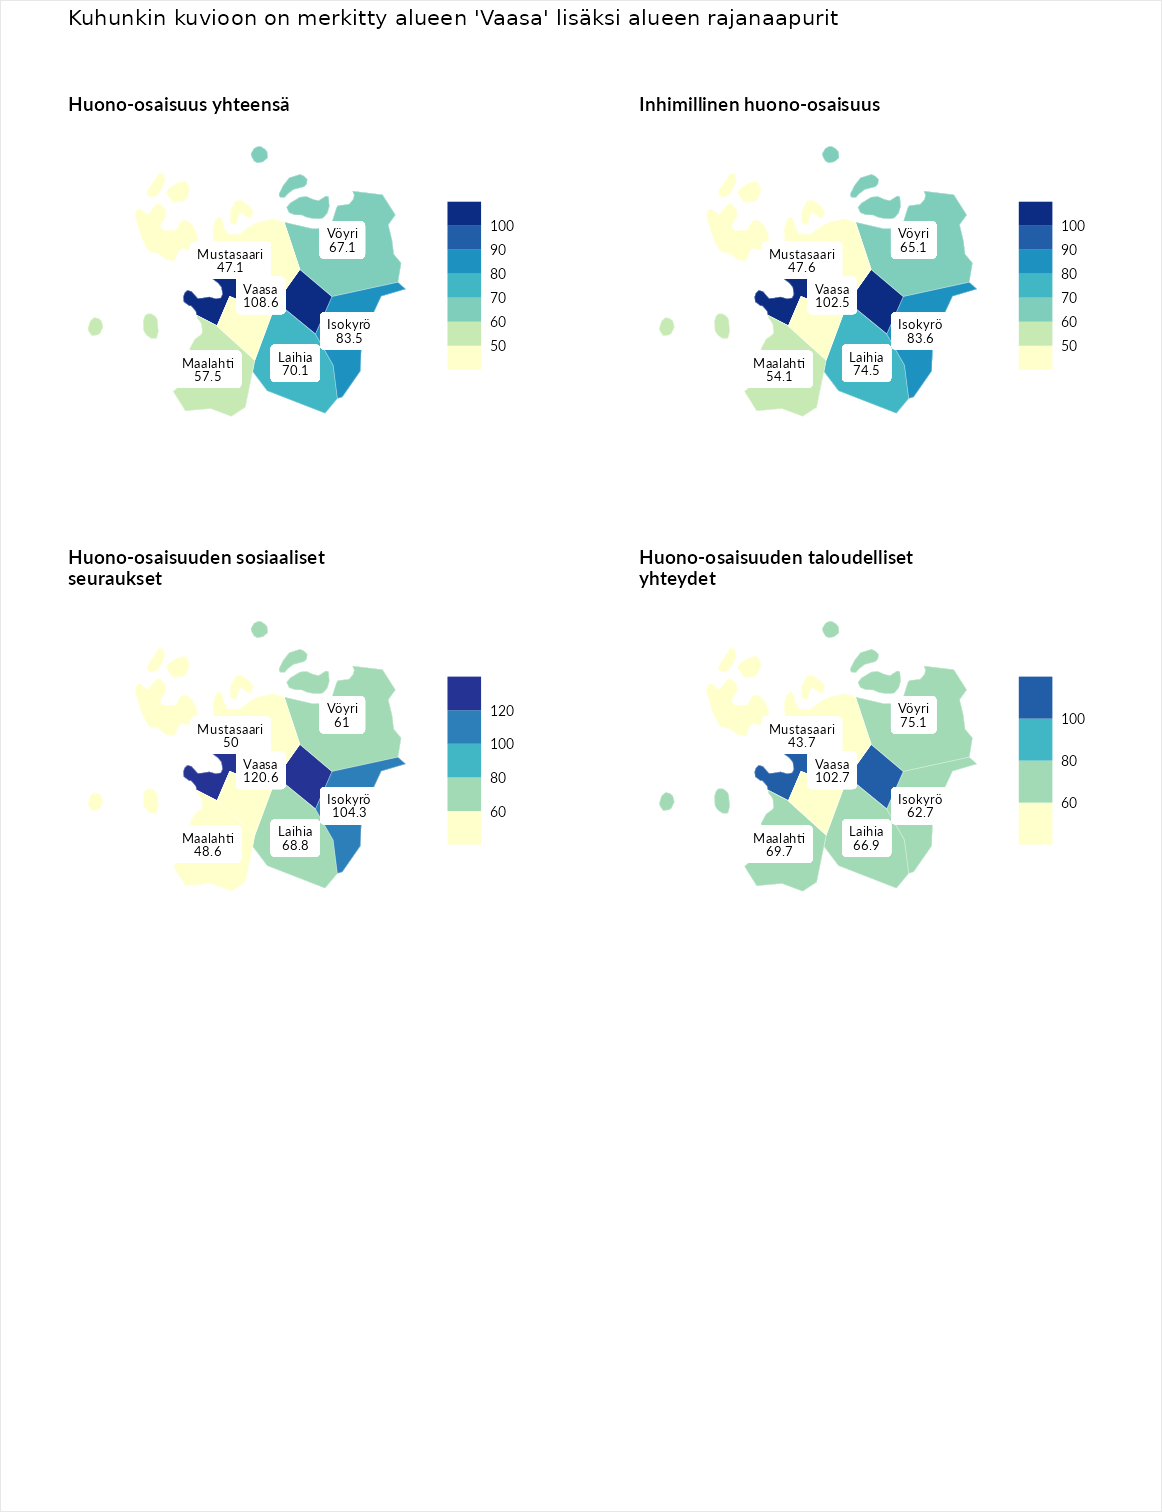 Kuhunkin kuvioon on merkitty alueen 'Vaasa' lisäksi alueen rajanaapurit
Huono-osaisuus yhteensä
Vöyri
67.1
Mustasaari
47.1
Vaasa
108.6
Isokyrö
83.5
Laihia
70.1
Maalahti
57.5
100
90
80
70
60
50
Inhimillinen huono-osaisuus
Vöyri
65.1
Mustasaari
47.6
Vaasa
102.5
Isokyrö
83.6
Laihia
74.5
Maalahti
54.1
100
90
80
70
60
50
Huono-osaisuuden sosiaaliset
seuraukset
Vöyri
61
Mustasaari
50
Vaasa
120.6
Isokyrö
104.3
Laihia
68.8
Maalahti
48.6
120
100
80
60
Huono-osaisuuden taloudelliset
yhteydet
Vöyri
75.1
Mustasaari
43.7
Vaasa
102.7
Isokyrö
62.7
Laihia
66.9
Maalahti
69.7
100
80
60